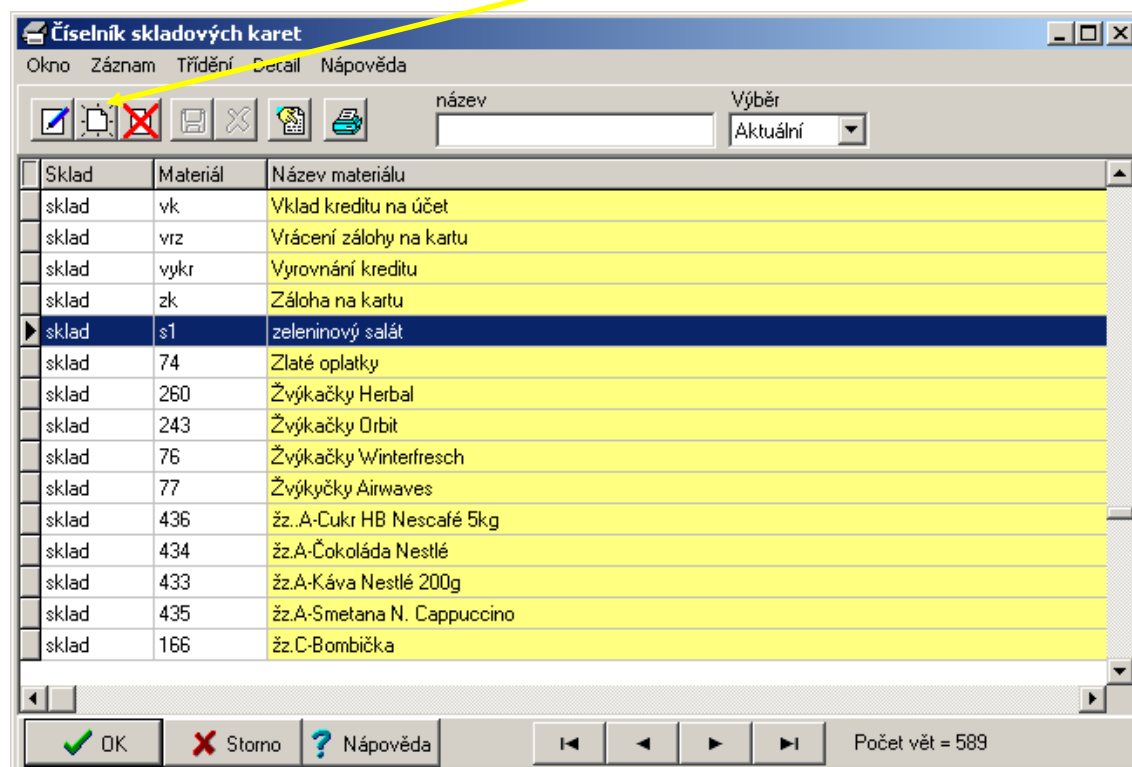 Číselník skladových karet
Okno Záznam Třídění Detail Nápověda
název Výběr
Aktuální
Sklad Materiál Název materiálu
sklad vk Vklad kreditu na účet
sklad vrz Vrácení zálohy na kartu
sklad vykr Vyrovnání kreditu
sklad zk Záloha na kartu
sklad s1 zeleninový salát
sklad 74 Zlaté oplatky
sklad 260 Žvýkačky Herbal
sklad 243 Žvýkačky Orbit
sklad 76 Žvýkačky Winterfresch
sklad 77 Žvýkyčky Airwaves
sklad 436 žz..A-Cukr HB Nescafé 5kg
sklad 434 žz.A-Čokoláda Nestlé
sklad 433 žz.A-Káva Nestlé 200g
sklad 435 žz.A-Smetana N. Cappuccino
sklad 166 žz.C-Bombička
OK Storno Nápověda Počet vět = 589